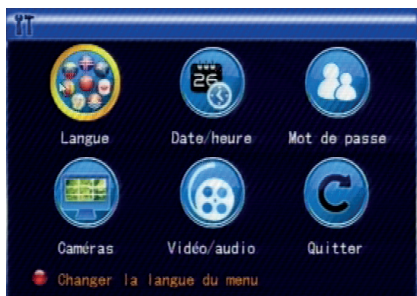 Langue
Date/heure
Mot de passe
Caméras
Vidéo/audio
Quitter
Changer la langue du menu